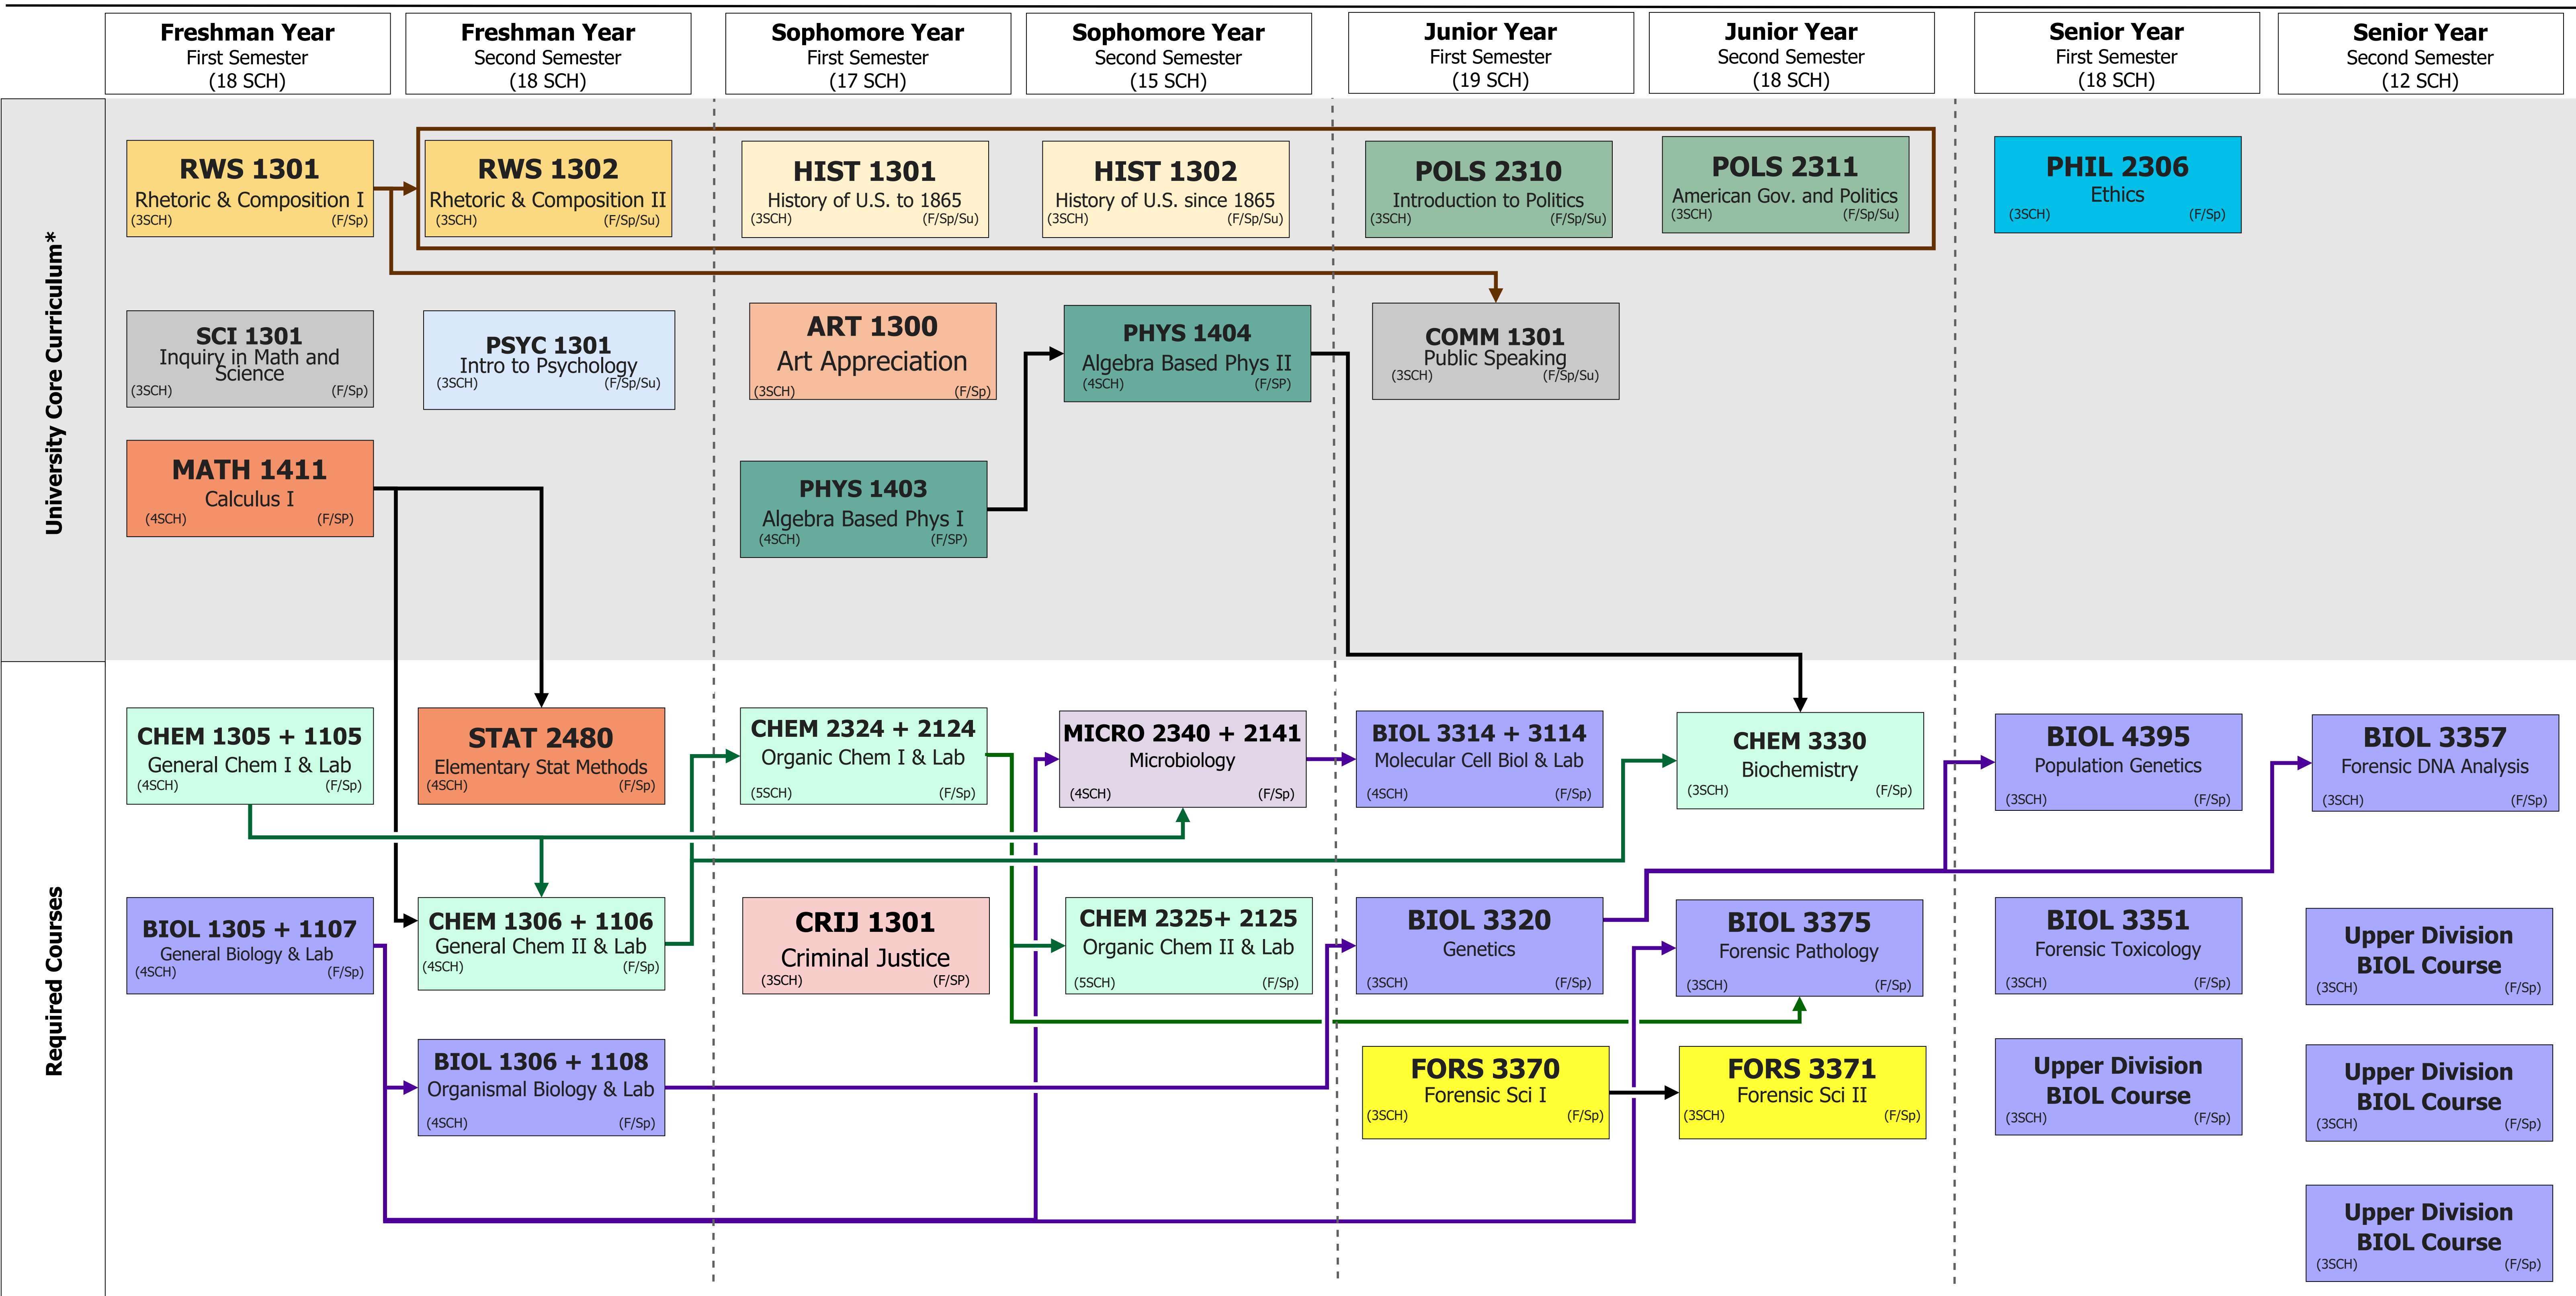 Freshman Year
First Semester
(18 SCH)
Freshman Year
Second Semester
(18 SCH)
Sophomore Year
First Semester
(17 SCH)
Sophomore Year
Second Semester
(15 SCH)
Junior Year
First Semester
(19 SCH)
Junior Year
Second Semester
(18 SCH)
Senior Year
First Semester
(18 SCH)
Senior Year
Second Semester
(12 SCH)
University Core Curriculum*
RWS 1301
Rhetoric & Composition I
(3SCH) (F/Sp)
RWS 1302
Rhetoric & Composition II
(3SCH) (F/Sp/Su)
HIST 1301
History of U.S. to 1865
(3SCH) (F/Sp/Su)
HIST 1302
History of U.S. since 1865
(3SCH) (F/Sp/Su)
POLS 2310
Introduction to Politics
(3SCH) (F/Sp/Su)
POLS 2311
American Gov. and Politics
(3SCH) (F/Sp/Su)
PHIL 2306
Ethics
(3SCH) (F/Sp)
SCI 1301
Inquiry in Math and
Science
(3SCH) (F/Sp)
PSYC 1301
Intro to Psychology
(3SCH) (F/Sp/Su)
ART 1300
Art Appreciation
(3SCH) (F/Sp)
PHYS 1404
Algebra Based Phys II
(4SCH) (F/SP)
COMM 1301
Public Speaking
(3SCH) (F/Sp/Su)
MATH 1411
Calculus I
(4SCH) (F/SP)
PHYS 1403
Algebra Based Phys I
(4SCH) (F/SP)
Required Courses
CHEM 1305 + 1105
General Chem I & Lab
(4SCH) (F/Sp)
STAT 2480
Elementary Stat Methods
(4SCH) (F/Sp)
CHEM 2324 + 2124
Organic Chem I & Lab
(5SCH) (F/Sp)
MICRO 2340 + 2141
Microbiology
(4SCH) (F/Sp)
BIOL 3314 + 3114
Molecular Cell Biol & Lab
(4SCH) (F/Sp)
CHEM 3330
Biochemistry
(3SCH) (F/Sp)
BIOL 4395
Population Genetics
(3SCH) (F/Sp)
BIOL 3357
Forensic DNA Analysis
(3SCH) (F/Sp)
BIOL 1305 + 1107
General Biology & Lab
(4SCH) (F/Sp)
CHEM 1306 + 1106
General Chem II & Lab
(4SCH) (F/Sp)
CRIJ 1301
Criminal Justice
(3SCH) (F/SP)
CHEM 2325+ 2125
Organic Chem II & Lab
(5SCH) (F/Sp)
BIOL 3320
Genetics
(3SCH) (F/Sp)
BIOL 3375
Forensic Pathology
(3SCH) (F/Sp)
BIOL 3351
Forensic Toxicology
(3SCH) (F/Sp)
Upper Division
BIOL Course
(3SCH) (F/Sp)
BIOL 1306 + 1108
Organismal Biology & Lab
(4SCH) (F/Sp)
FORS 3370
Forensic Sci I
(3SCH) (F/Sp)
FORS 3371
Forensic Sci II
(3SCH) (F/Sp)
Upper Division
BIOL Course
(3SCH) (F/Sp)
Upper Division
BIOL Course
(3SCH) (F/Sp)
Upper Division
BIOL Course
(3SCH) (F/Sp)